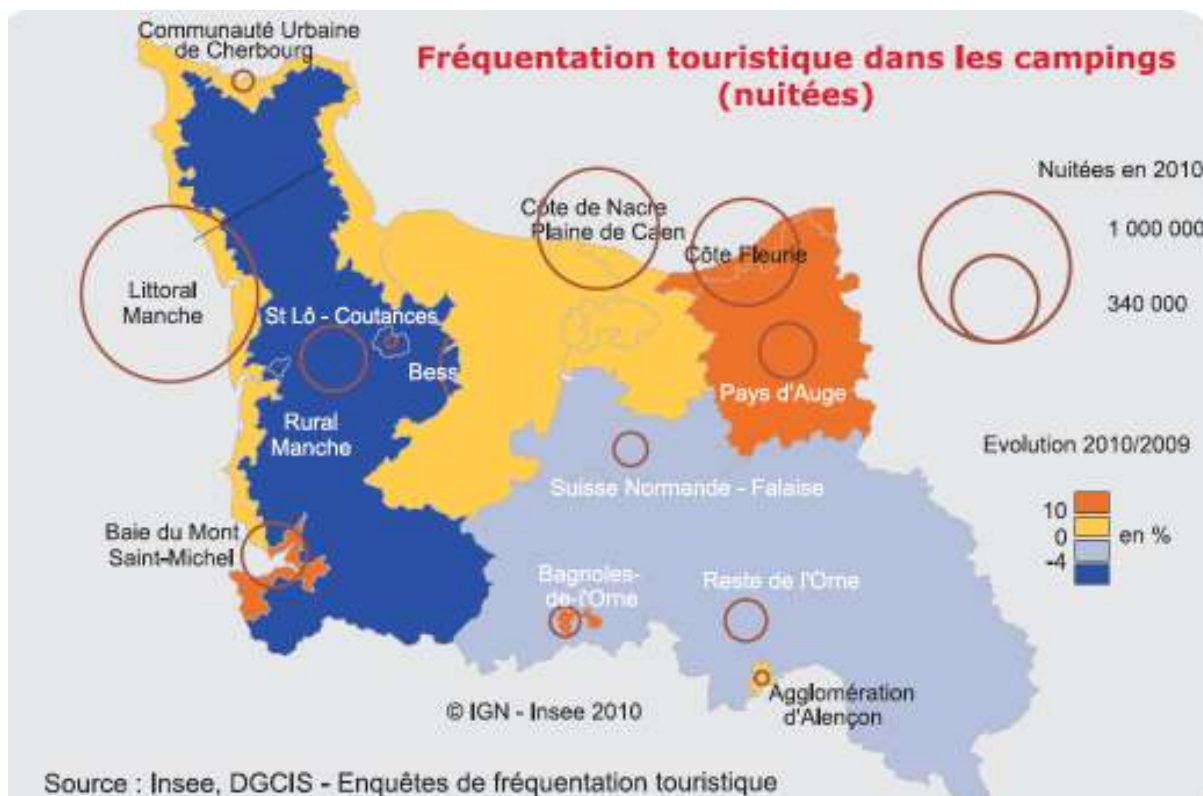 Communauté Urbaine
de Cherbourg
Fréquentation touristique dans les campings
(nuitées)
Nuitées en 2010
1 000 000
340 000
Côte de Nacre
Plaine de Caen
Côte Fleurie
Littoral
Manche
St Lô - Coutances
Bess
Pays d'Auge
Rural
Manche
Evolution 2010/2009
10
0
-4
en %
Suisse Normande - Falaise
Baie du Mont
Saint-Michel
Bagnoles-
de-l'Orne
Reste de l'Orne
Agglomération
d'Alençon
© IGN - Insee 2010
Source : Insee, DGCIS - Enquêtes de fréquentation touristique